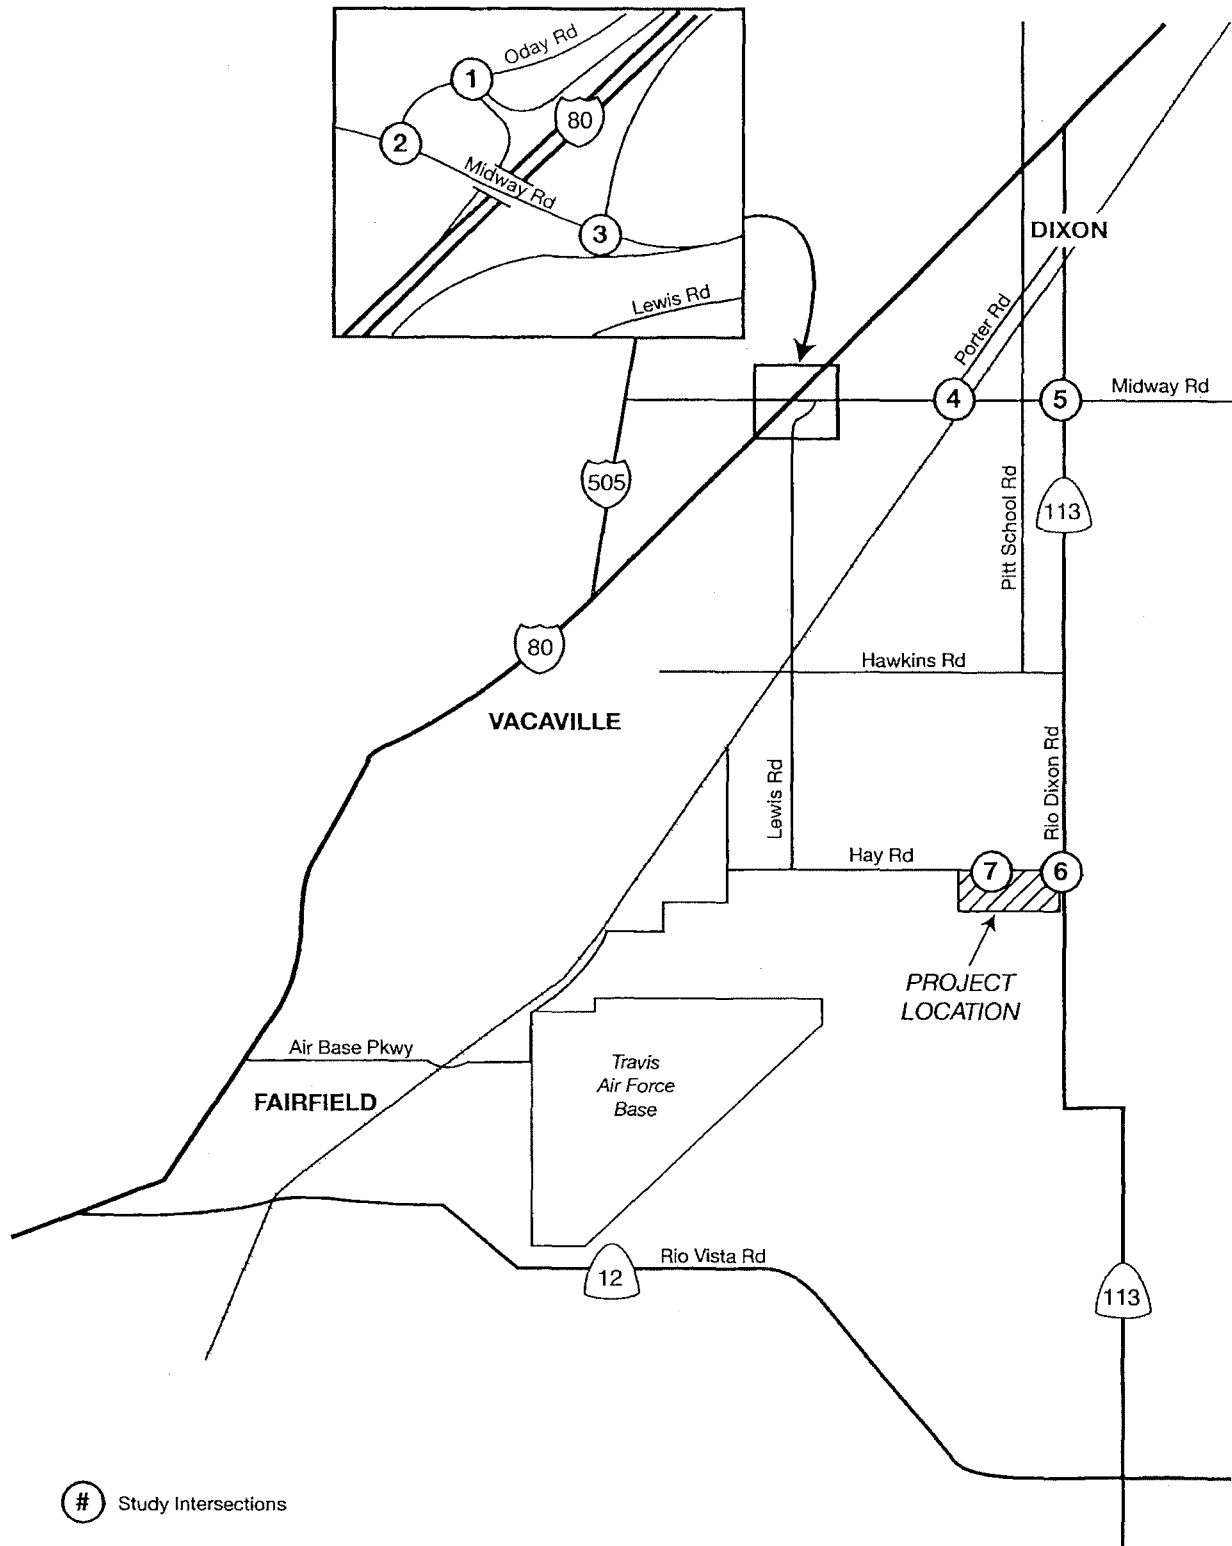 Oday Rd
1
80
2
Midway Rd
3
Lewis Rd
DIXON
Porter Rd
4
5
Midway Rd
505
Pitt School Rd
113
80
Hawkins Rd
VACAVILLE
Rio Dixon Rd
Lewis Rd
Hay Rd
7
6
PROJECT
LOCATION
Air Base Pkwy
Travis
Air Force
Base
FAIRFIELD
Rio Vista Rd
12
113
# Study Intersections